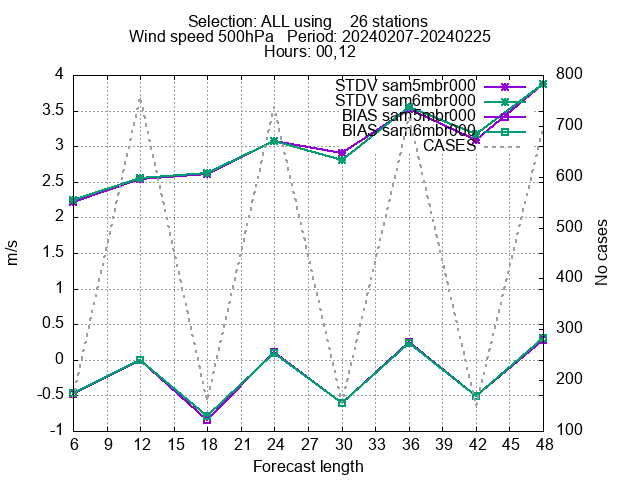 Selection: ALL using 26 stations
Wind speed 500hPa Period: 20240207-20240225
Hours: 00,12
STDV sam5mbr000
STDV sam6mbr000
BIAS sam5mbr000
BIAS sam6mbr000
CASES
4
3.5
3
2.5
2
1.5
1
0.5
0
-0.5
-1
m/s
800
700
600
500
400
300
200
100
No cases
6 9 12 15 18 21 24 27 30 33 36 39 42 45 48
Forecast length